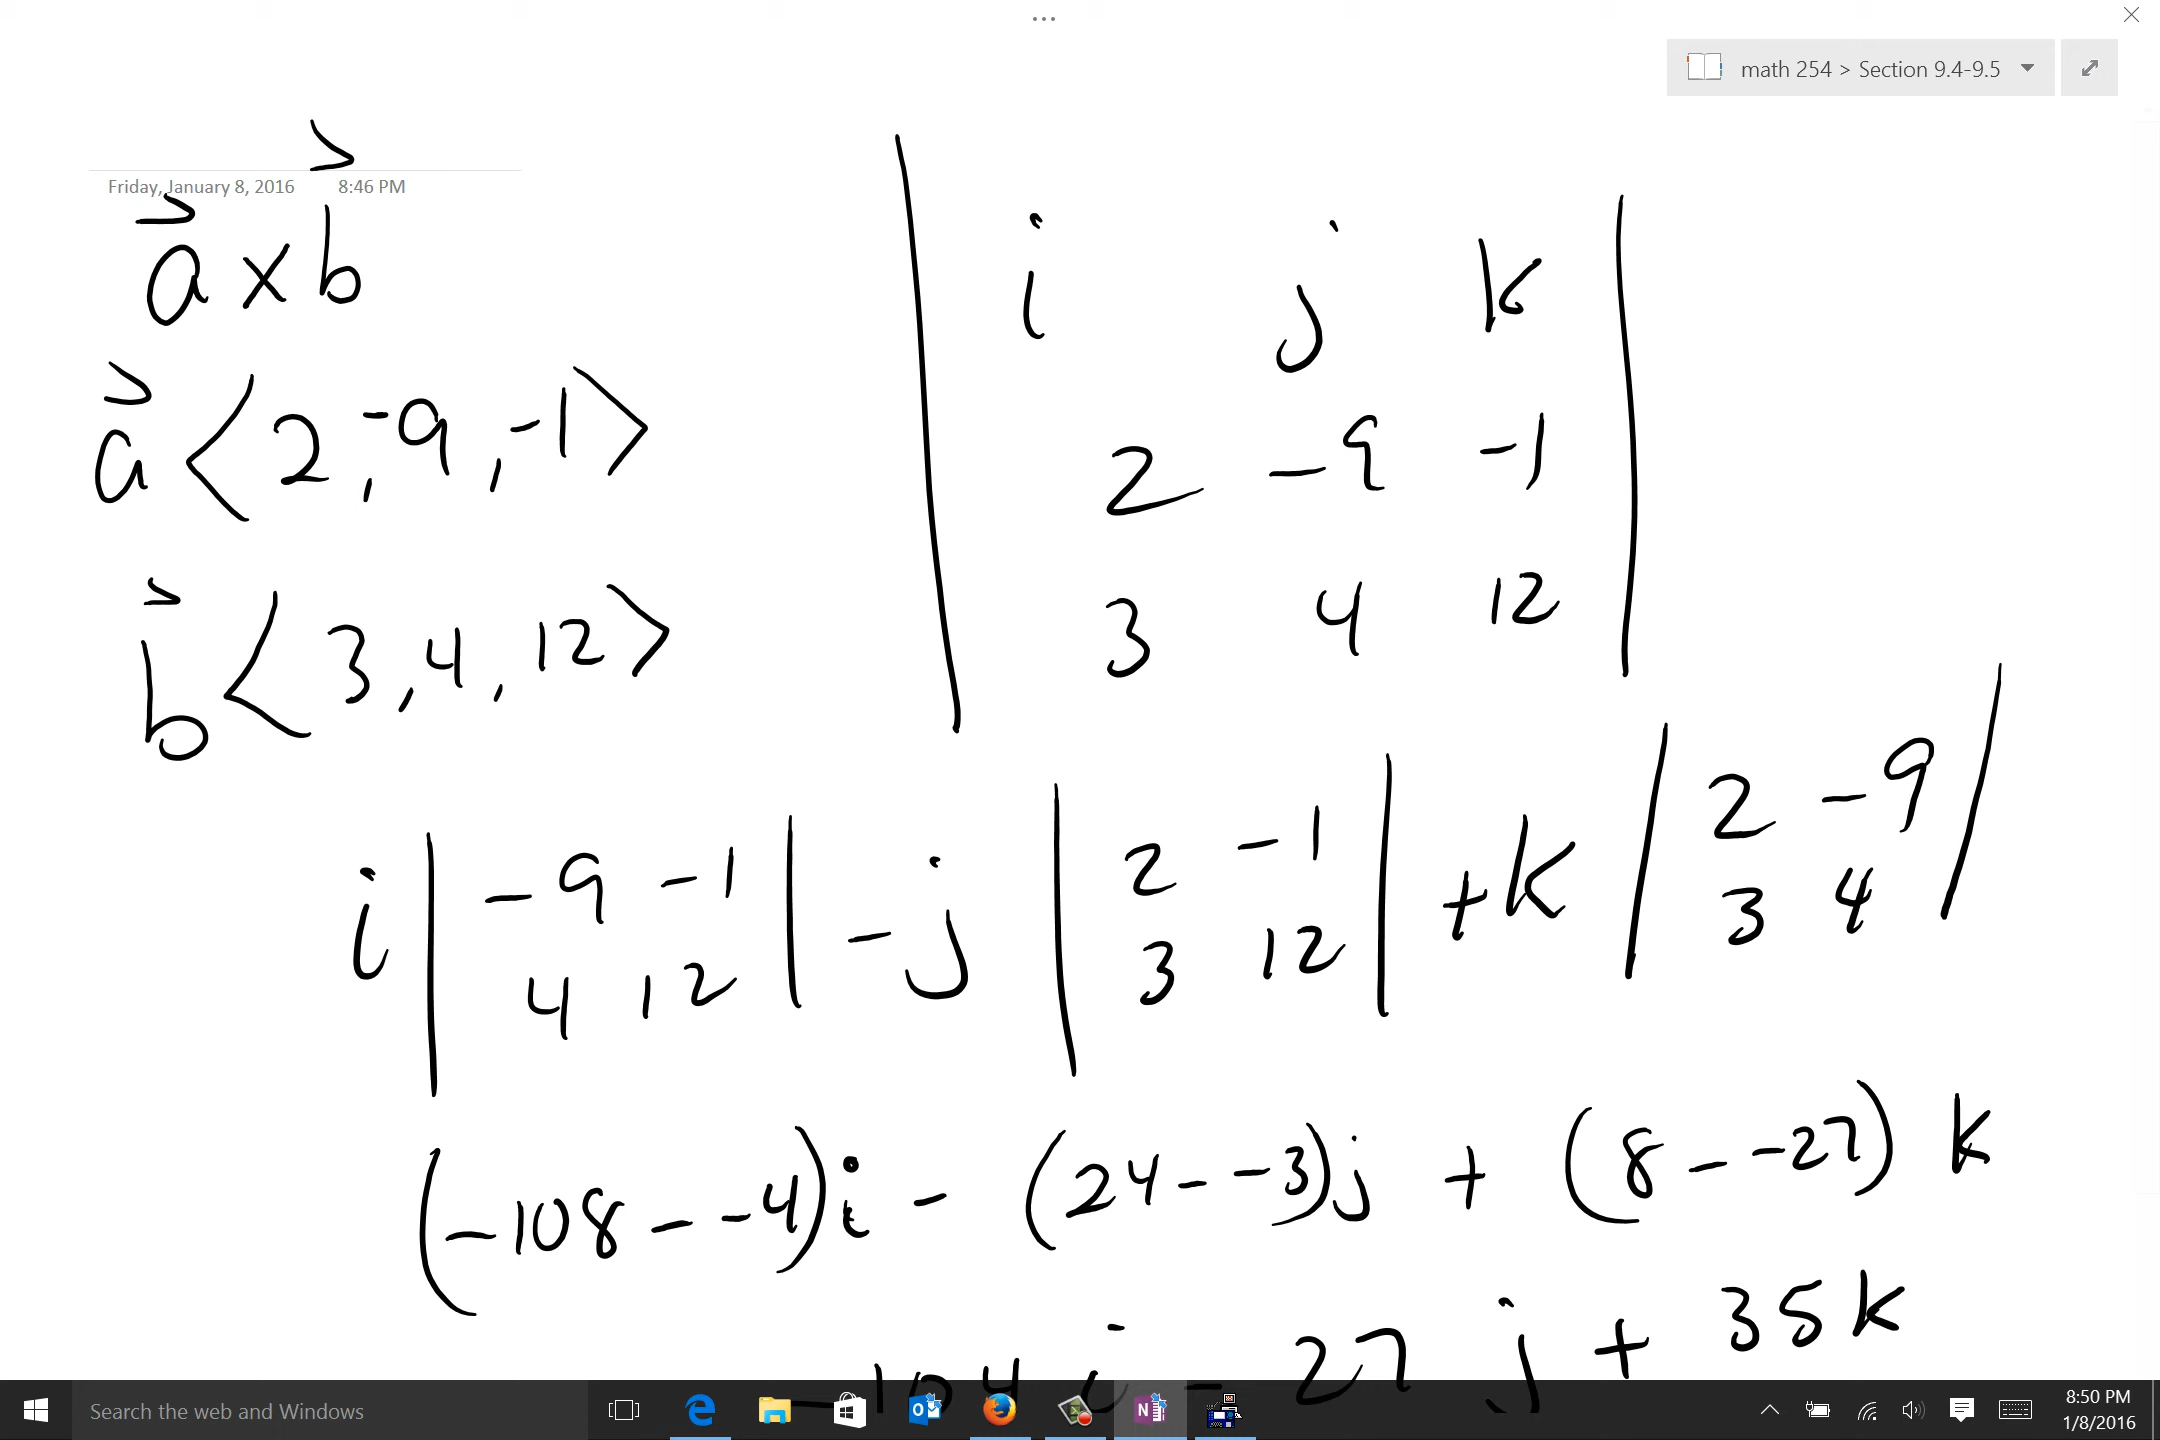 ...
math 254 > Section 9.4-9.5
Friday, January 8, 2016 8:46 PM
a x b
i j k
a <2, -9, -1>
2 -9 -1
b <3, 4, 12>
3 4 12
i | -9 -1 | - j | 2 -1 | + k | 2 -9 |
4 12 3 12 3 4
(-108 - -4)i - (24 - -3)j + (8 - -27) k
-104 i - 27 j + 35 k
Search the web and Windows
8:50 PM
1/8/2016